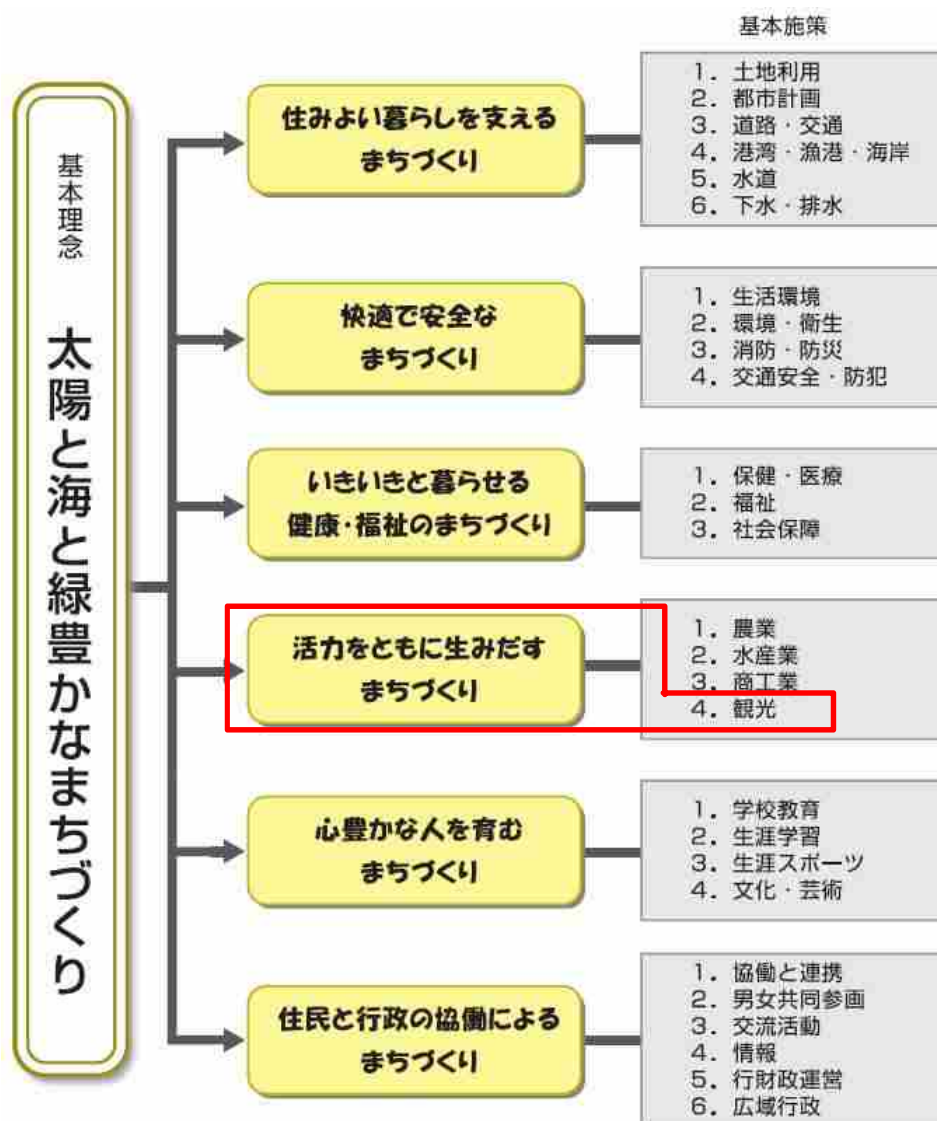 基本理念
太陽と海と緑豊かなまちづくり
基本施策
住みよい暮らしを支える
まちづくり
1. 土地利用
2. 都市計画
3. 道路・交通
4. 港湾・漁港・海岸
5. 水道
6. 下水・排水
快適で安全な
まちづくり
1. 生活環境
2. 環境・衛生
3. 消防・防災
4. 交通安全・防犯
いきいきと暮らせる
健康・福祉のまちづくり
1. 保健・医療
2. 福祉
3. 社会保障
活力をともに生みだす
まちづくり
1. 農業
2. 水産業
3. 商工業
4. 観光
心豊かな人を育む
まちづくり
1. 学校教育
2. 生涯学習
3. 生涯スポーツ
4. 文化・芸術
住民と行政の協働による
まちづくり
1. 協働と連携
2. 男女共同参画
3. 交流活動
4. 情報
5. 行財政運営
6. 広域行政